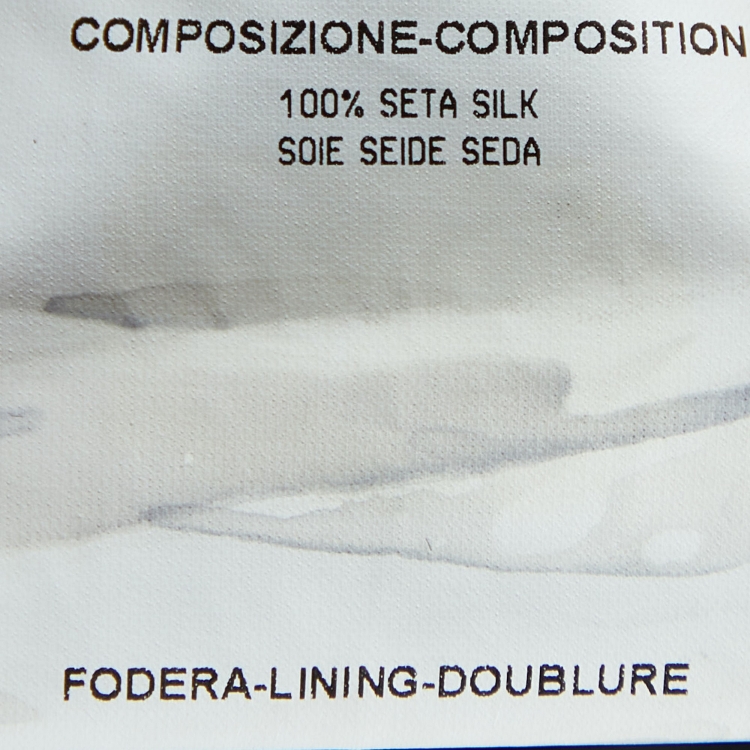 COMPOSIZIONE-COMPOSITION
100% SETA SILK
SOIE SEIDE SEDA
FODERA-LINING-DOUBLURE